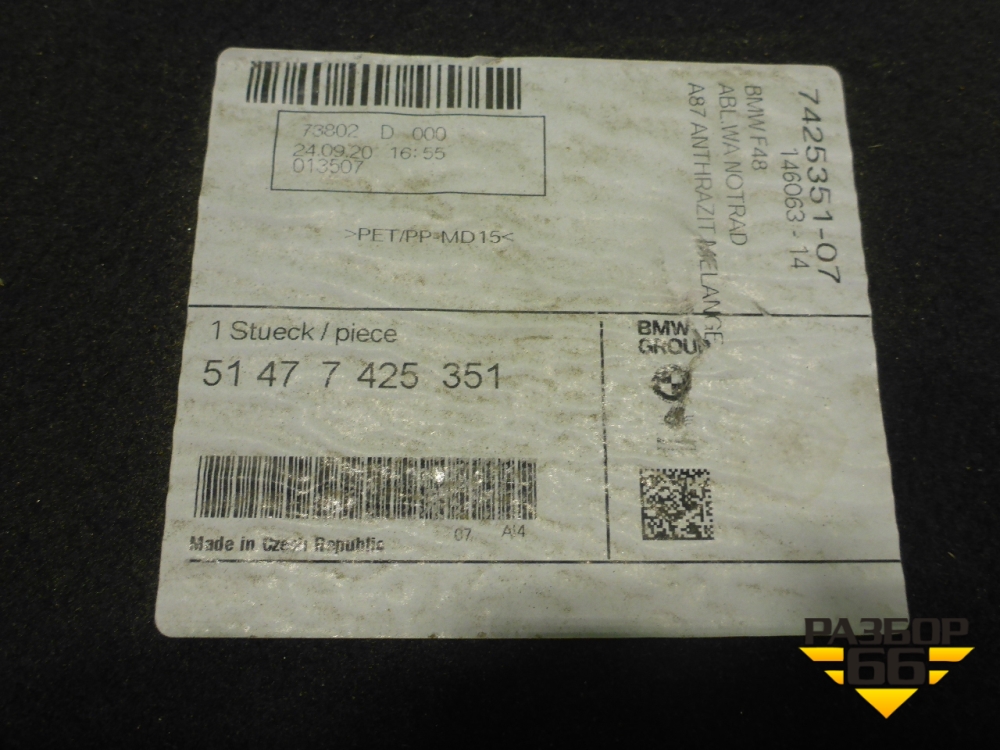 73802 D 000
24.09.20 16:55
013507
>PET/PP-MD15<
7425351-07
146063 - 14
BMW F48
ABL.WA NOTRAD
A87 ANTHRAZIT MELANGE
1 Stueck / piece
51 47 7 425 351
BMW
GROUP
07 AI4
Made in Czech Republic
РАЗБОР
66